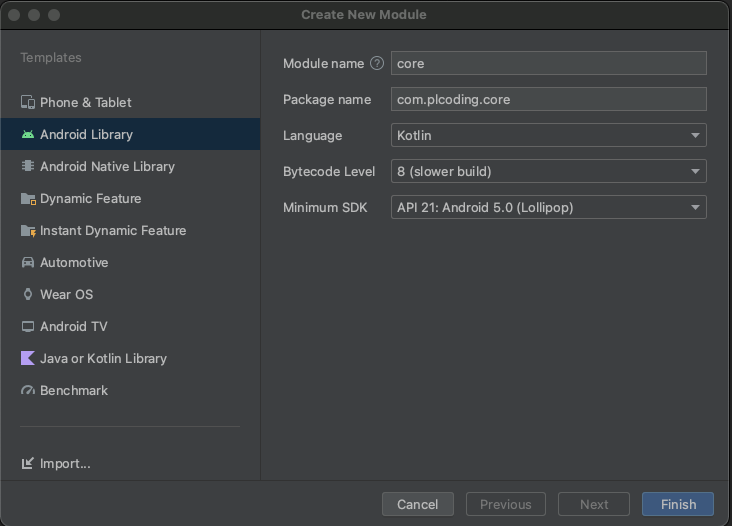 Create New Module
Templates
Phone & Tablet
Android Library
Android Native Library
Dynamic Feature
Instant Dynamic Feature
Automotive
Wear OS
Android TV
Java or Kotlin Library
Benchmark
Import...
Module name ? core
Package name com.plcoding.core
Language Kotlin
Bytecode Level 8 (slower build)
Minimum SDK API 21: Android 5.0 (Lollipop)
Cancel Previous Next Finish